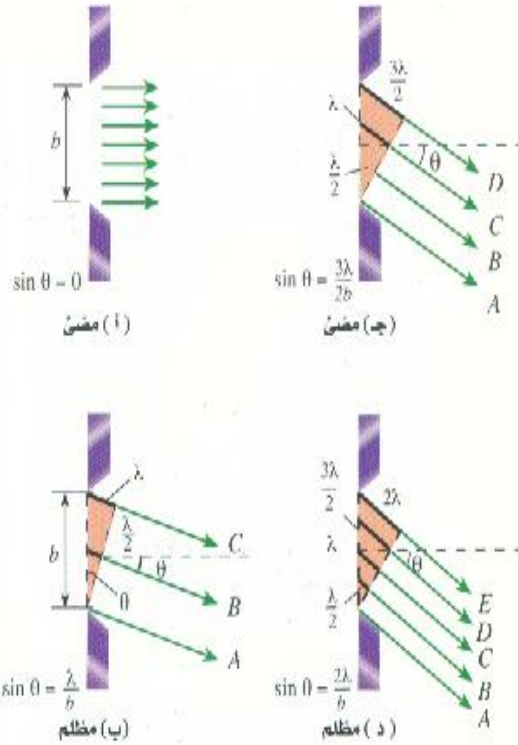 b
sin θ = 0
(أ) مضئ
3λ/2
λ
λ/2
θ
D
C
B
A
sin θ = 3λ/2b
(جـ) مضئ
b
λ
λ/2
θ
θ
C
B
A
sin θ = λ/b
(ب) مظلم
3λ/2
2λ
λ
λ/2
θ
E
D
C
B
A
sin θ = 2λ/b
(د) مظلم